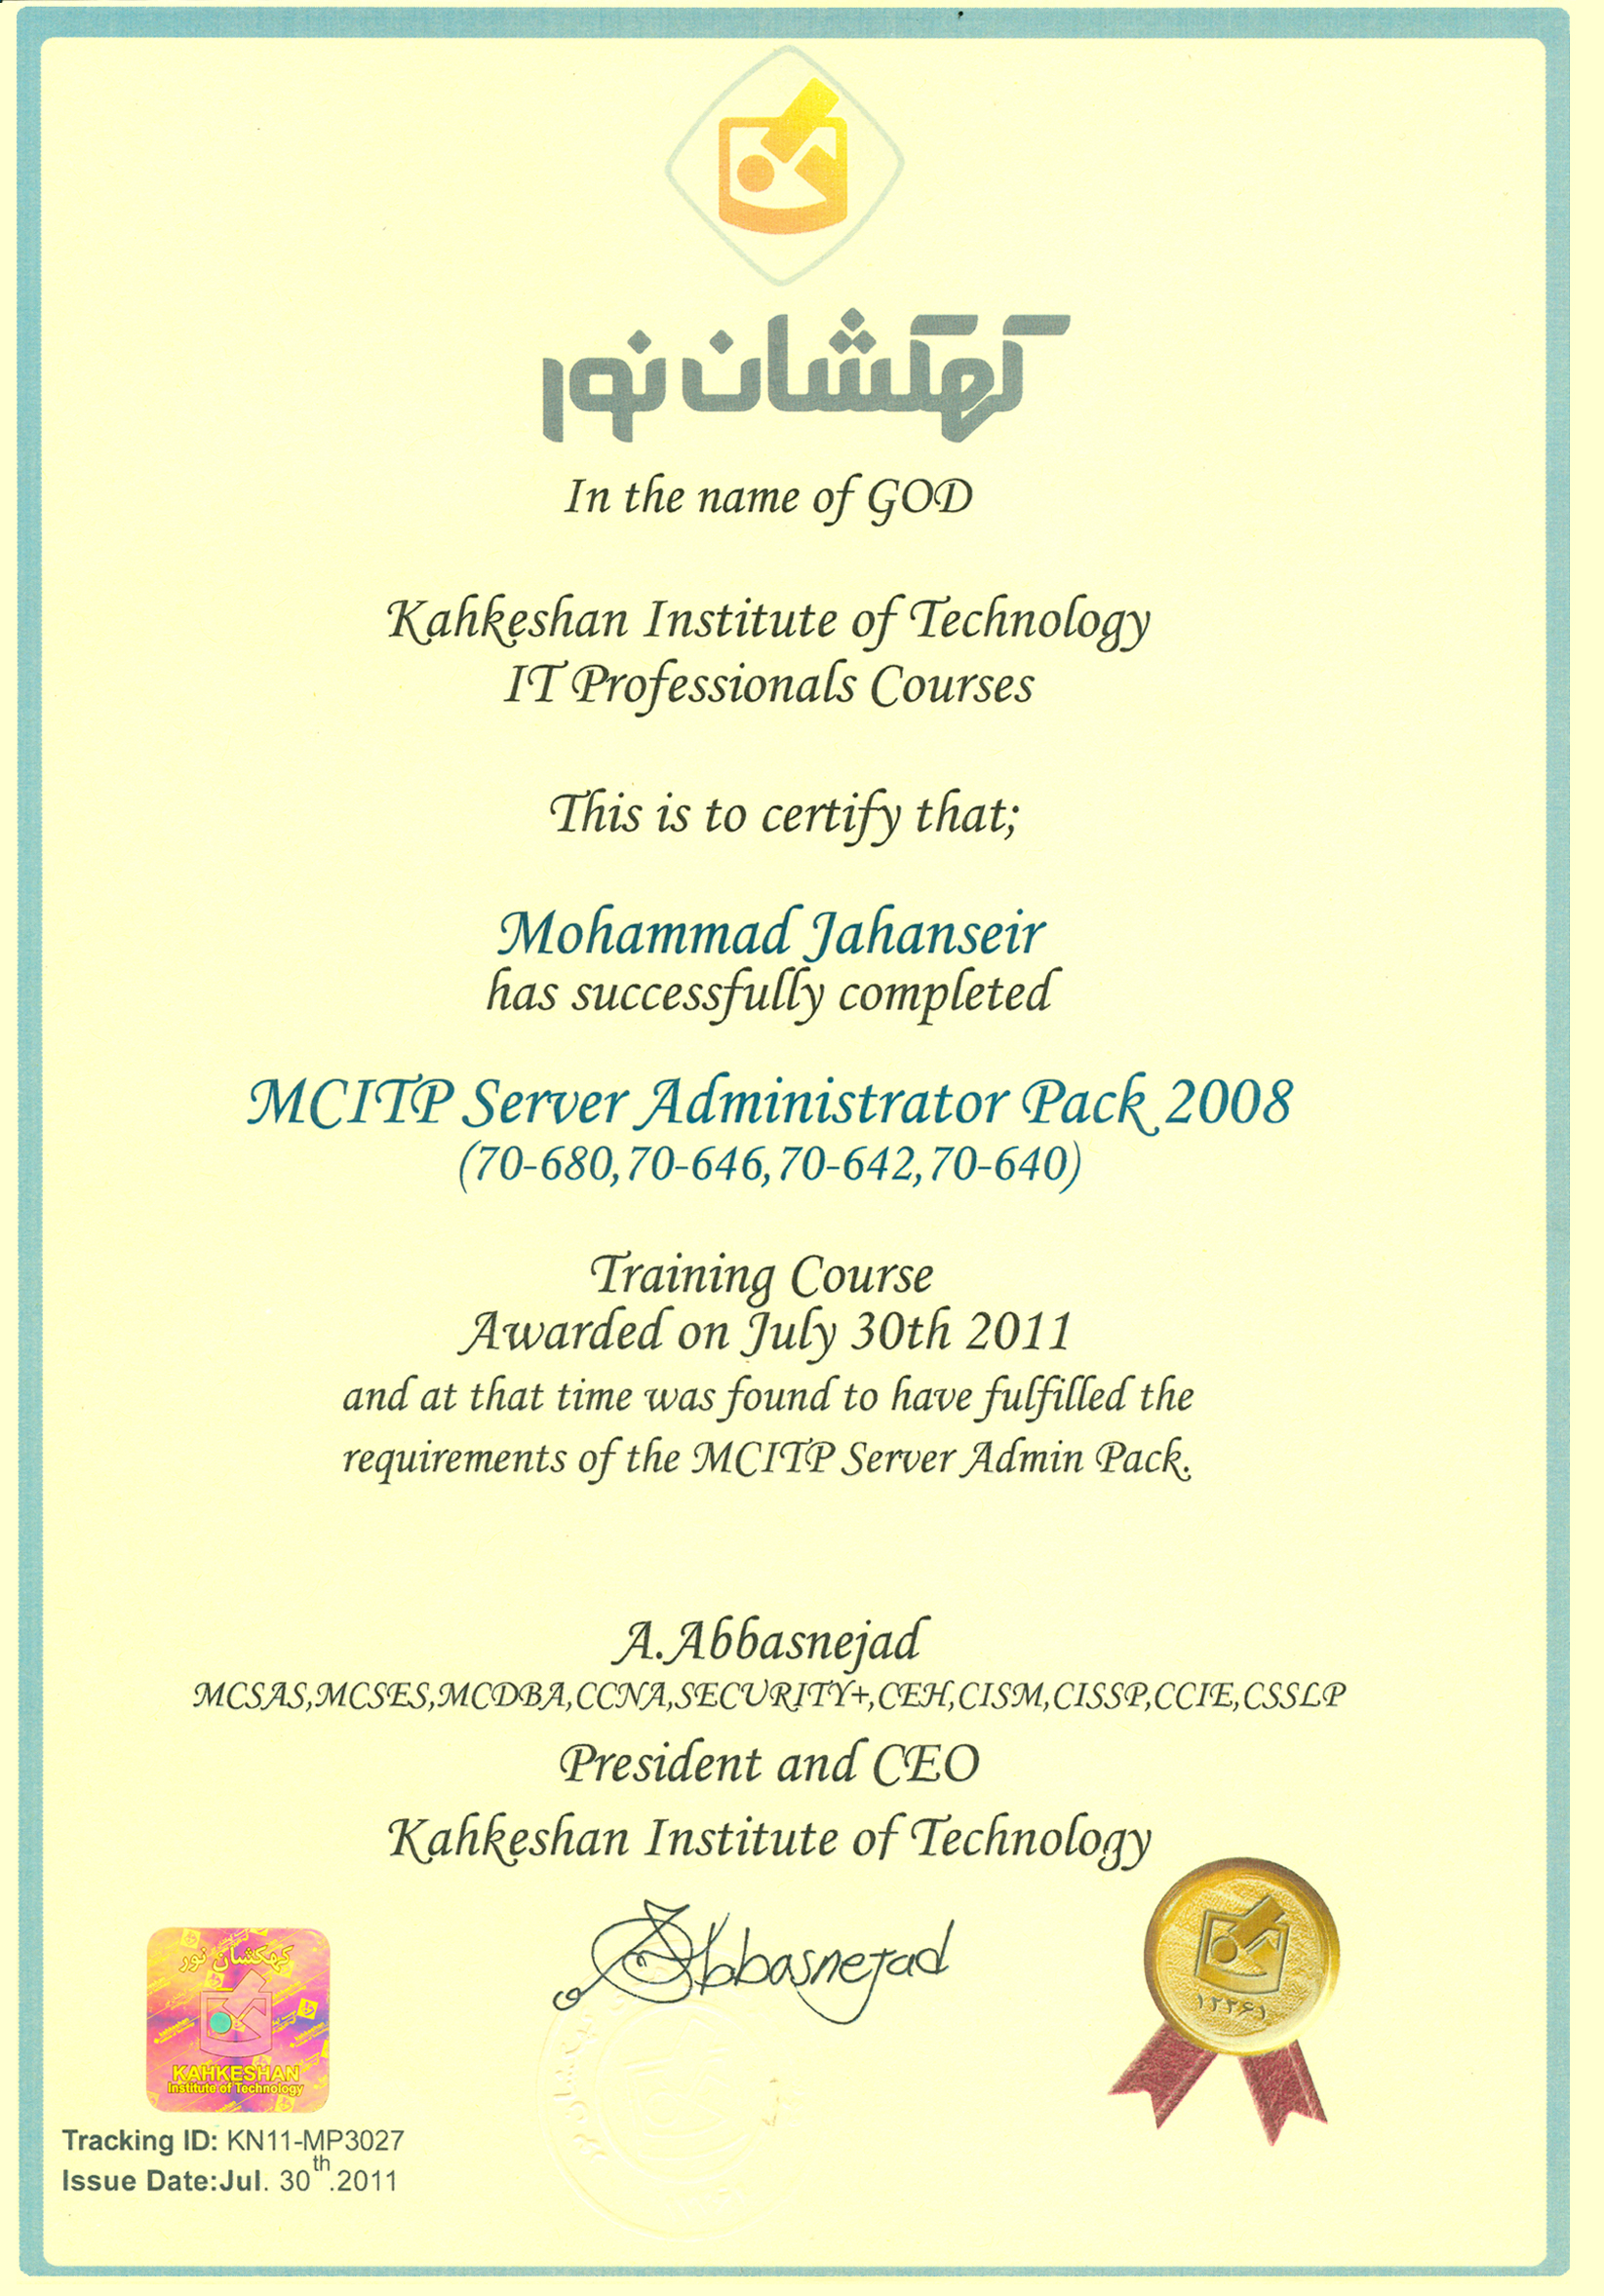 کهکشان نور
In the name of GOD
Kahkeshan Institute of Technology
IT Professionals Courses
This is to certify that;
Mohammad Jahanseir
has successfully completed
MCITP Server Administrator Pack 2008
(70-680,70-646,70-642,70-640)
Training Course
Awarded on July 30th 2011
and at that time was found to have fulfilled the
requirements of the MCITP Server Admin Pack.
A.Abbasnejad
MCSAS,MCSES,MCDBA,CCNA,SECURITY+,CEH,CISM,CISSP,CCIE,CSSLP
President and CEO
Kahkeshan Institute of Technology
Abbasnejad
کهکشان نور
KAHKESHAN
Institute of Technology
۱۲۲۶۱
Tracking ID: KN11-MP3027
Issue Date:Jul. 30th.2011